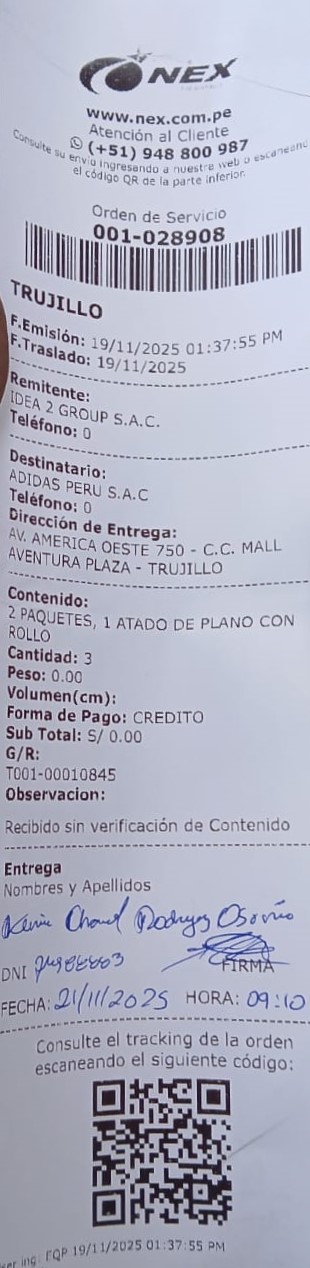 NEX
www.nex.com.pe
Atención al Cliente
(+51) 948 800 987
Consulte su envío ingresando a nuestra web o escaneand
el código QR de la parte inferior.
Orden de Servicio
001-028908
TRUJILLO
F.Emisión: 19/11/2025 01:37:55 PM
F.Traslado: 19/11/2025
Remitente:
IDEA 2 GROUP S.A.C.
Teléfono: 0
Destinatario:
ADIDAS PERU S.A.C
Teléfono: 0
Dirección de Entrega:
AV. AMERICA OESTE 750 - C.C. MALL
AVENTURA PLAZA - TRUJILLO
Contenido:
2 PAQUETES, 1 ATADO DE PLANO CON
ROLLO
Cantidad: 3
Peso: 0.00
Volumen(cm):
Forma de Pago: CREDITO
Sub Total: S/ 0.00
G/R:
T001-00010845
Observacion:
Recibido sin verificación de Contenido
Entrega
Nombres y Apellidos
DNI
FIRMA
FECHA: 21/11/2025 HORA: 09:10
Consulte el tracking de la orden
escaneando el siguiente código:
FQP 19/11/2025 01:37:55 PM